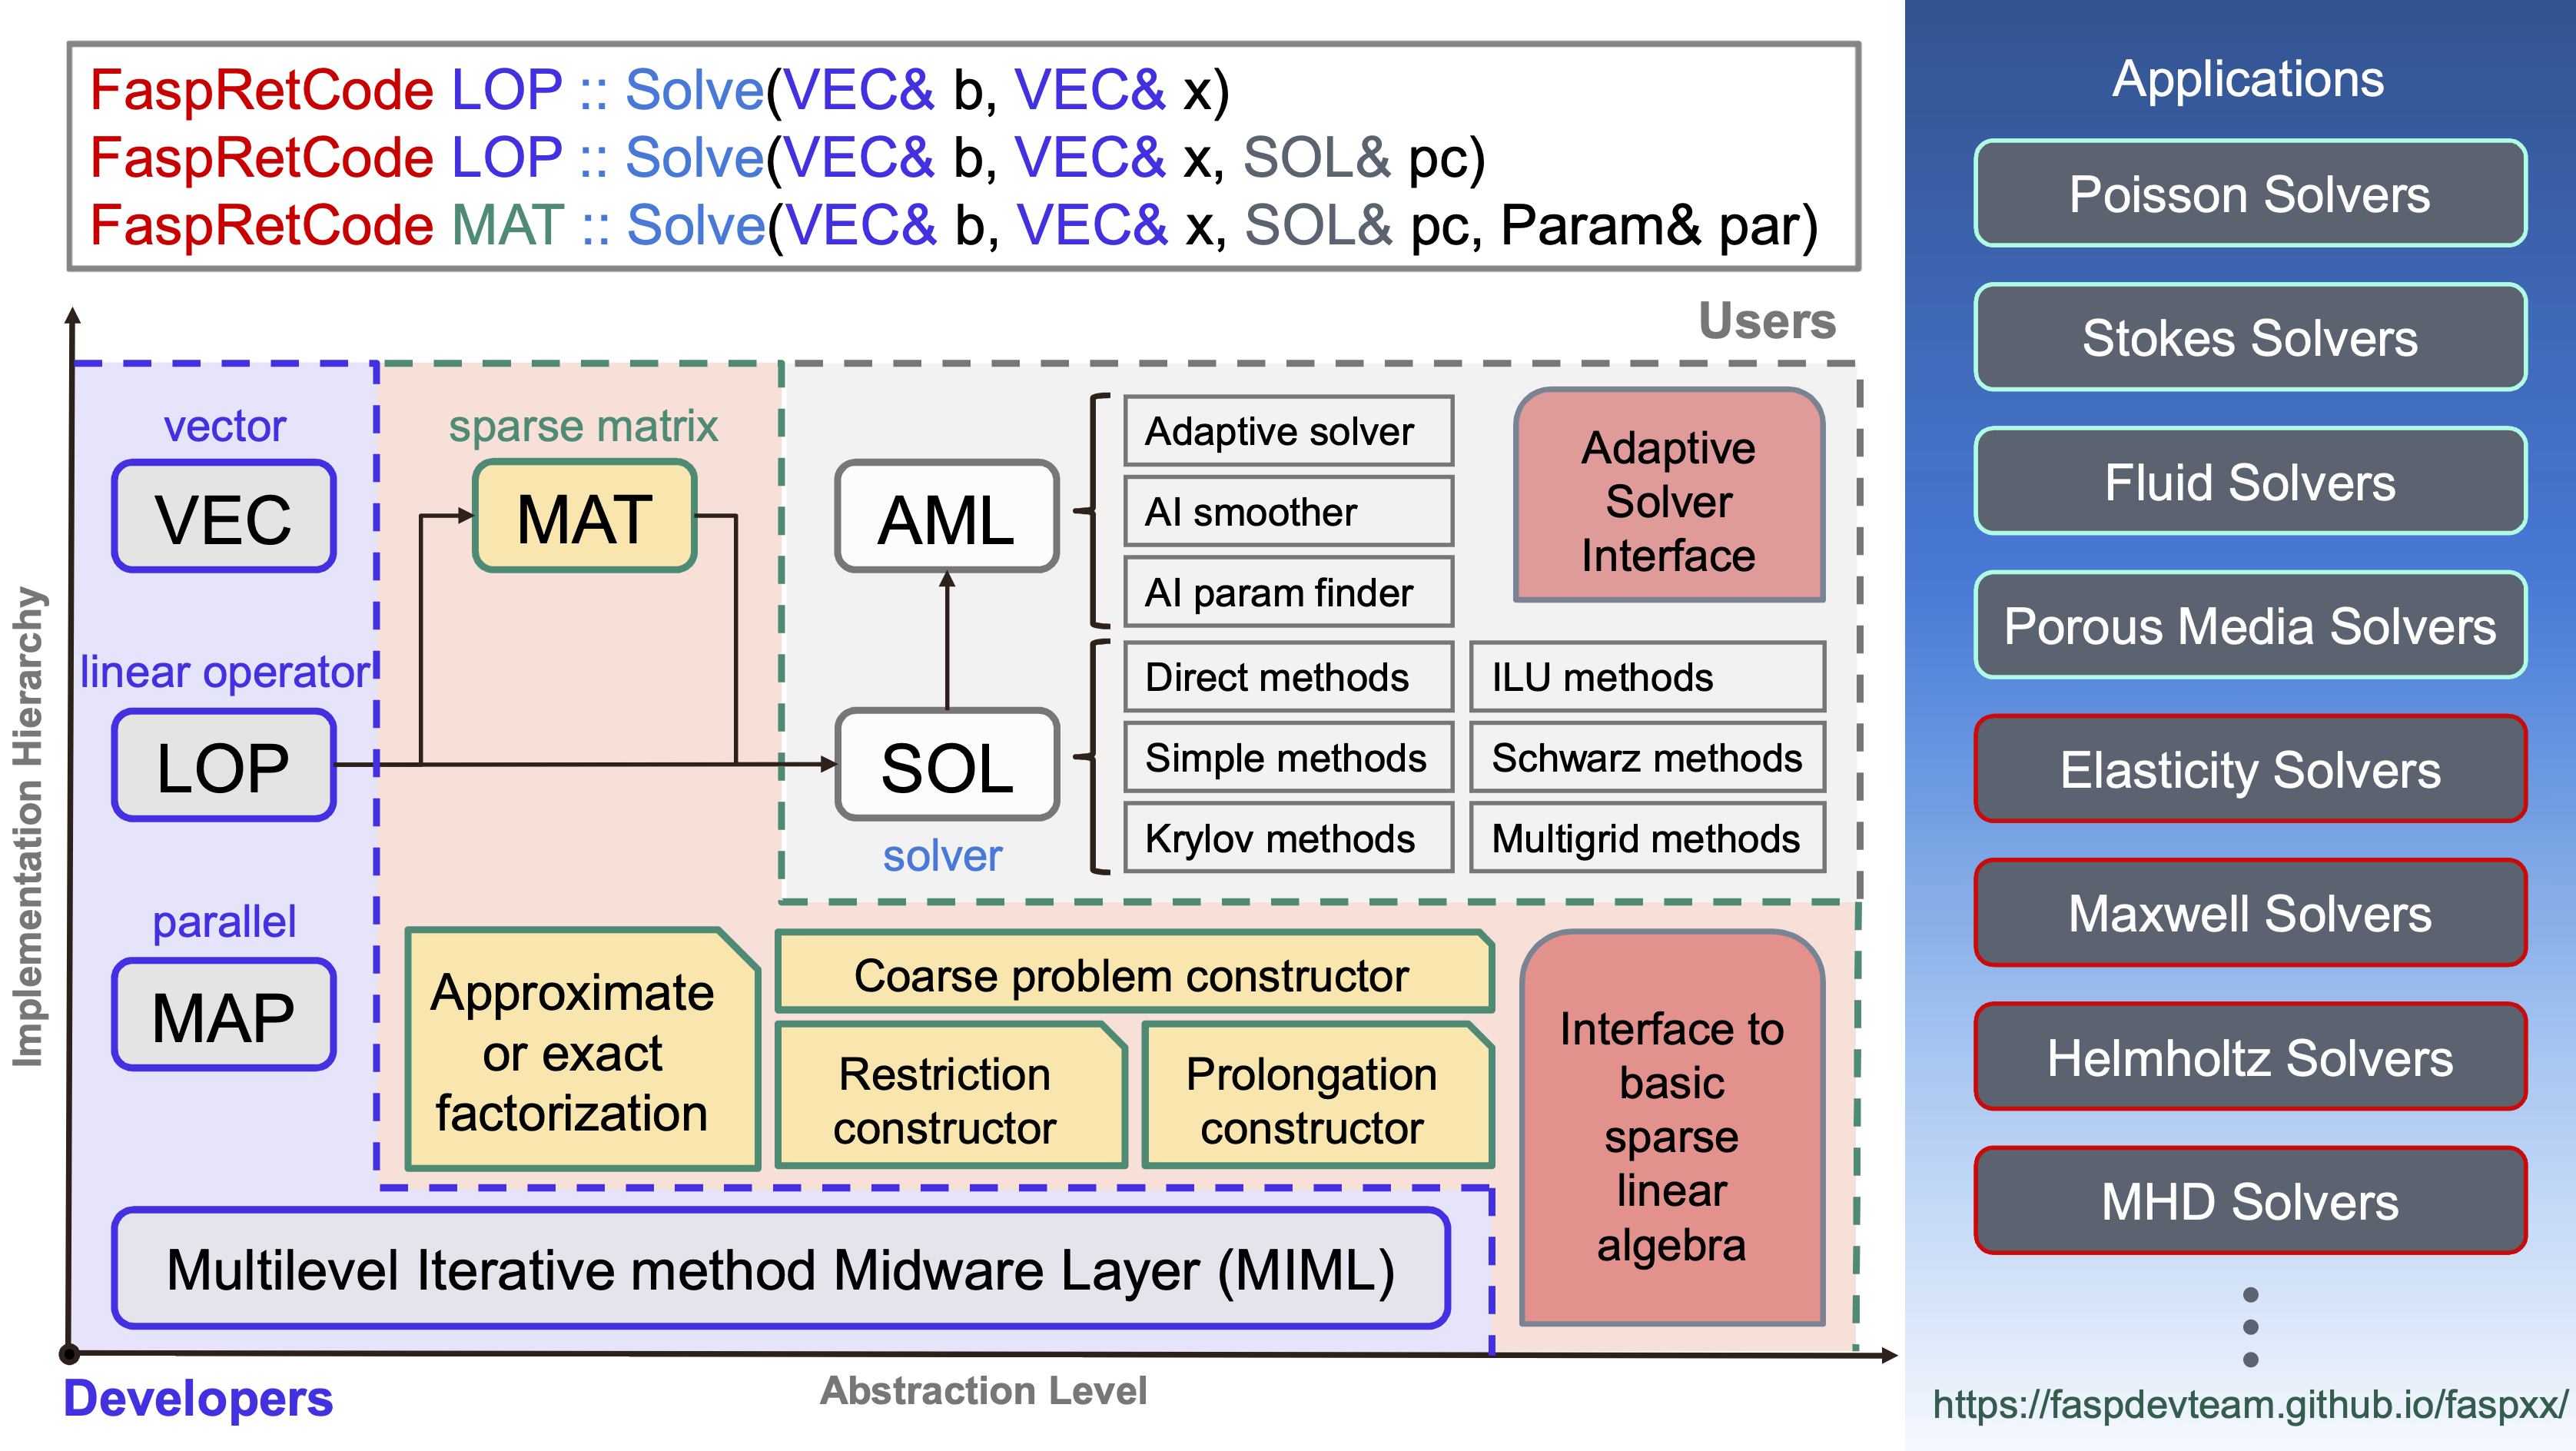 FaspRetCode LOP :: Solve(VEC& b, VEC& x)
FaspRetCode LOP :: Solve(VEC& b, VEC& x, SOL& pc)
FaspRetCode MAT :: Solve(VEC& b, VEC& x, SOL& pc, Param& par)
Users
Implementation Hierarchy
vector
VEC
linear operator
LOP
parallel
MAP
sparse matrix
MAT
AML
SOL
solver
Adaptive solver
AI smoother
AI param finder
Direct methods
Simple methods
Krylov methods
ILU methods
Schwarz methods
Multigrid methods
Adaptive
Solver
Interface
Approximate
or exact
factorization
Coarse problem constructor
Restriction
constructor
Prolongation
constructor
Interface to
basic
sparse
linear
algebra
Multilevel Iterative method Midware Layer (MIML)
Developers
Abstraction Level
Applications
Poisson Solvers
Stokes Solvers
Fluid Solvers
Porous Media Solvers
Elasticity Solvers
Maxwell Solvers
Helmholtz Solvers
MHD Solvers
https://faspdevteam.github.io/faspxx/